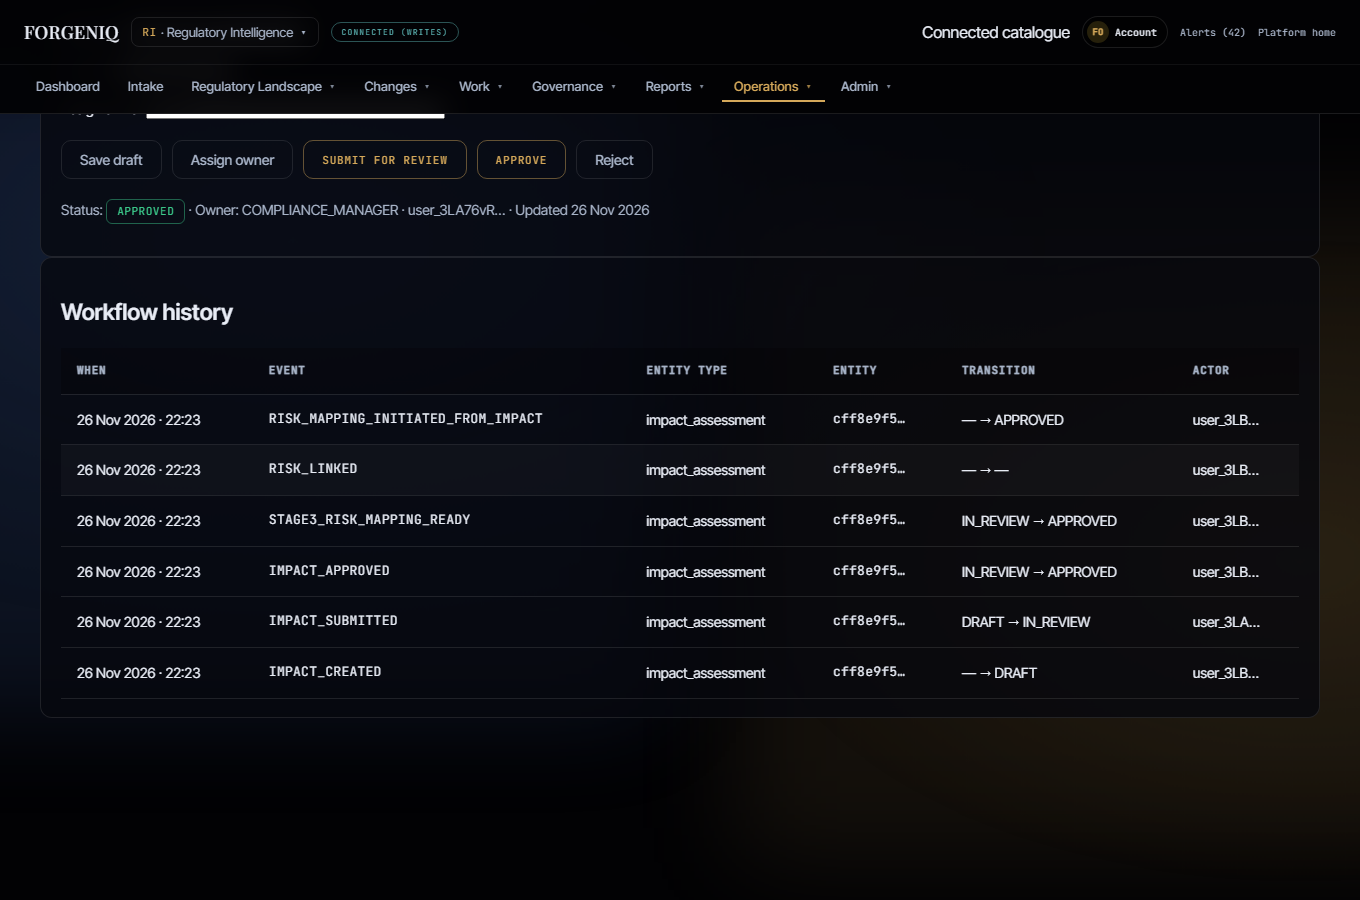 FORGENIQ
RI · Regulatory Intelligence ▾
CONNECTED (WRITES)
Connected catalogue
FO Account
Alerts (42)
Platform home
Dashboard
Intake
Regulatory Landscape ▾
Changes ▾
Work ▾
Governance ▾
Reports ▾
Operations ▾
Admin ▾
Save draft
Assign owner
SUBMIT FOR REVIEW
APPROVE
Reject
Status: APPROVED · Owner: COMPLIANCE_MANAGER · user_3LA76vR… · Updated 26 Nov 2026
Workflow history
WHEN EVENT ENTITY TYPE ENTITY TRANSITION ACTOR
26 Nov 2026 · 22:23 RISK_MAPPING_INITIATED_FROM_IMPACT impact_assessment cff8e9f5… — → APPROVED user_3LB…
26 Nov 2026 · 22:23 RISK_LINKED impact_assessment cff8e9f5… — → — user_3LB…
26 Nov 2026 · 22:23 STAGE3_RISK_MAPPING_READY impact_assessment cff8e9f5… IN_REVIEW → APPROVED user_3LB…
26 Nov 2026 · 22:23 IMPACT_APPROVED impact_assessment cff8e9f5… IN_REVIEW → APPROVED user_3LB…
26 Nov 2026 · 22:23 IMPACT_SUBMITTED impact_assessment cff8e9f5… DRAFT → IN_REVIEW user_3LA…
26 Nov 2026 · 22:23 IMPACT_CREATED impact_assessment cff8e9f5… — → DRAFT user_3LB…